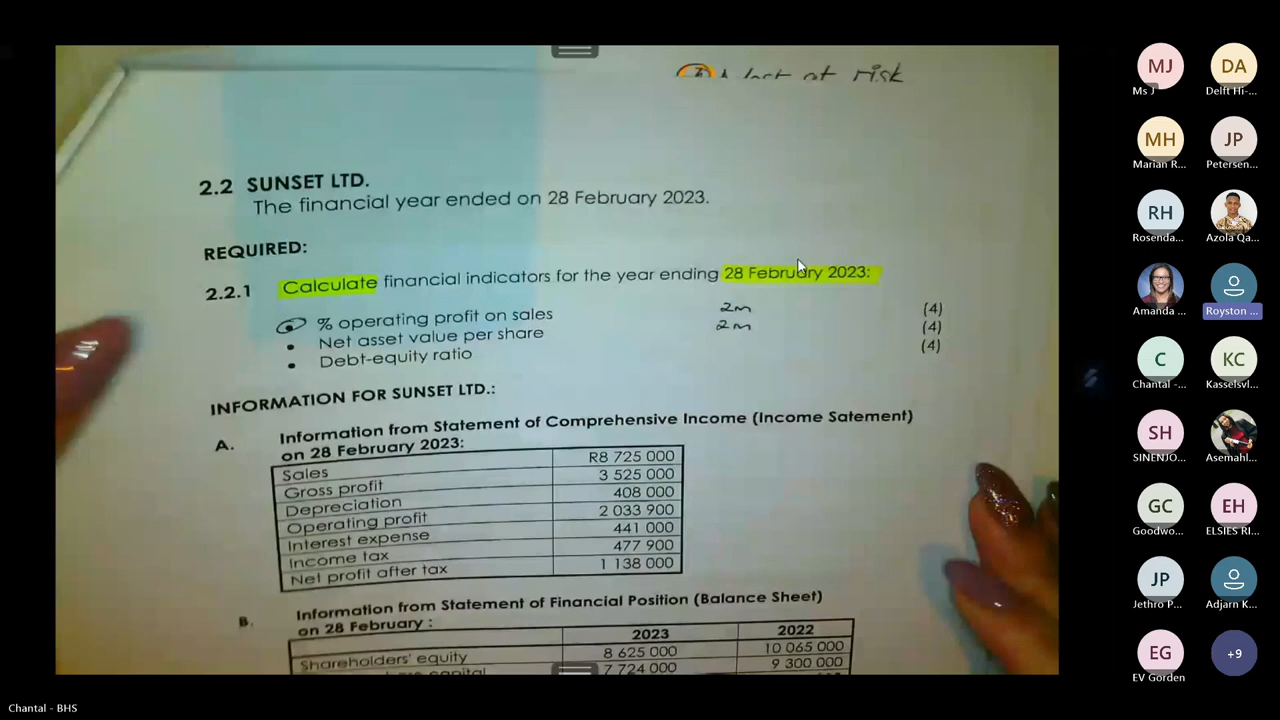 at risk
2.2 SUNSET LTD.
The financial year ended on 28 February 2023.
REQUIRED:
2.2.1 Calculate financial indicators for the year ending 28 February 2023:
% operating profit on sales 2m (4)
• Net asset value per share 2m (4)
• Debt-equity ratio (4)
INFORMATION FOR SUNSET LTD.:
A. Information from Statement of Comprehensive Income (Income Satement)
on 28 February 2023:
Sales R8 725 000
Gross profit 3 525 000
Depreciation 408 000
Operating profit 2 033 900
Interest expense 441 000
Income tax 477 900
Net profit after tax 1 138 000
B. Information from Statement of Financial Position (Balance Sheet)
on 28 February :
2023 2022
Shareholders' equity 8 625 000 10 065 000
7 724 000 9 300 000
MJ DA
Ms J Delft Hi-...
MH JP
Marian R... Petersen...
RH
Rosenda... Azola Qa...
Amanda ... Royston ...
C KC
Chantal -... Kasselsvl...
SH
SINENJO... Asemahl...
GC EH
Goodwo... ELSIES RI...
JP
Jethro P... Adjarn K...
EG +9
EV Gorden
Chantal - BHS